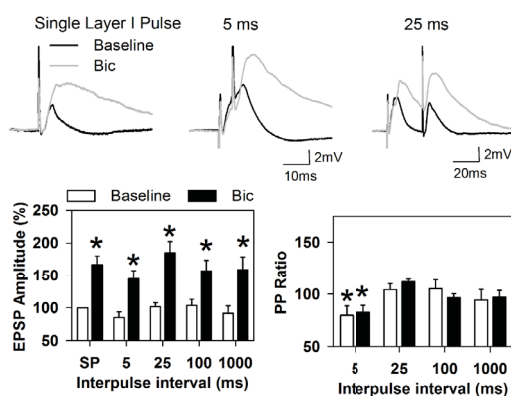 Single Layer I Pulse
5 ms
25 ms
Baseline
Bic
2mV
10ms
2mV
20ms
Baseline
Bic
EPSP Amplitude (%)
250
200
150
100
50
* * * * *
SP 5 25 100 1000
Interpulse interval (ms)
PP Ratio
150
100
50
* *
5 25 100 1000
Interpulse interval (ms)